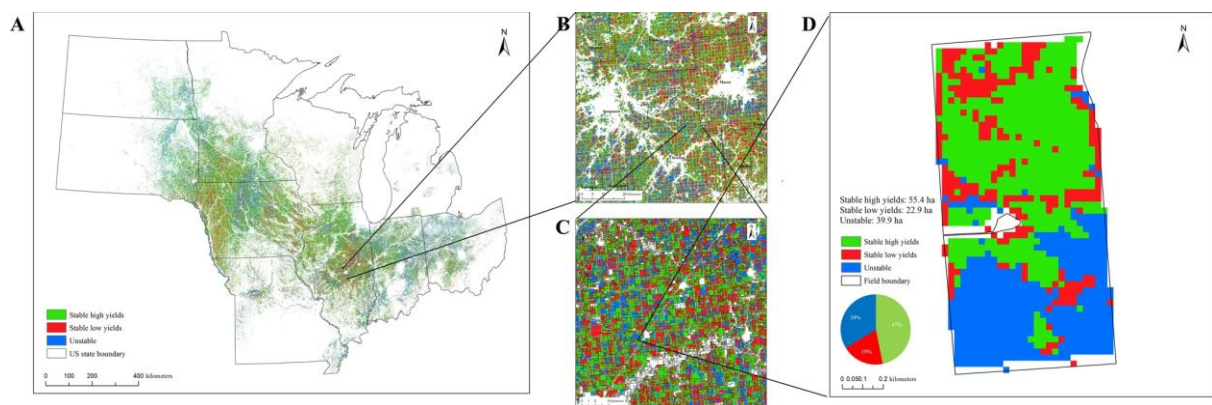 A
N
Stable high yields
Stable low yields
Unstable
US state boundary
0 100 200 400 kilometers
B
N
Macon
C
N
D
N
Stable high yields: 55.4 ha
Stable low yields: 22.9 ha
Unstable: 39.9 ha
Stable high yields
Stable low yields
Unstable
Field boundary
34%
47%
19%
0 0.050.1 0.2 kilometers